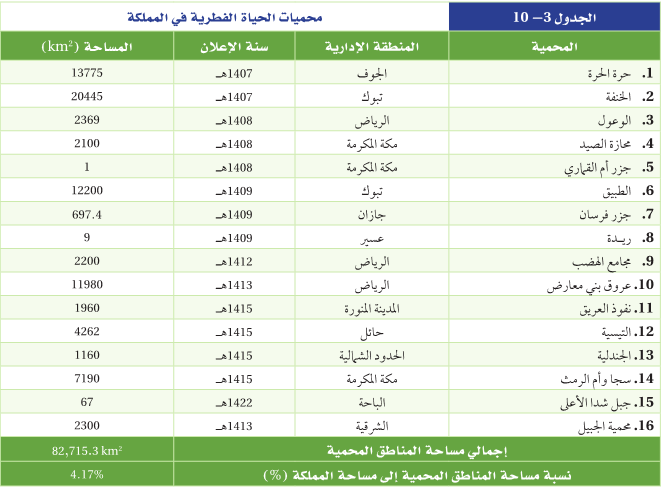 الجدول 3– 10 محميات الحياة الفطرية في المملكة
المحمية المنطقة الإدارية سنة الإعلان المساحة (km²)
1. حرة الحرة الجوف 1407هـ 13775
2. الخنفة تبوك 1407هـ 20445
3. الوعول الرياض 1408هـ 2369
4. محازة الصيد مكة المكرمة 1408هـ 2100
5. جزر أم القماري مكة المكرمة 1408هـ 1
6. الطبيق تبوك 1409هـ 12200
7. جزر فرسان جازان 1409هـ 697.4
8. ريـدة عسير 1409هـ 9
9. مجامع الهضب الرياض 1412هـ 2200
10. عروق بني معارض الرياض 1413هـ 11980
11. نفوذ العريق المدينة المنورة 1415هـ 1960
12. التيسية حائل 1415هـ 4262
13. الجندلية الحدود الشمالية 1415هـ 1160
14. سجا وأم الرمث مكة المكرمة 1415هـ 7190
15. جبل شدا الأعلى الباحة 1422هـ 67
16. محمية الجبيل الشرقية 1413هـ 2300
إجمالي مساحة المناطق المحمية 82,715.3 km²
نسبة مساحة المناطق المحمية إلى مساحة المملكة (%) 4.17%